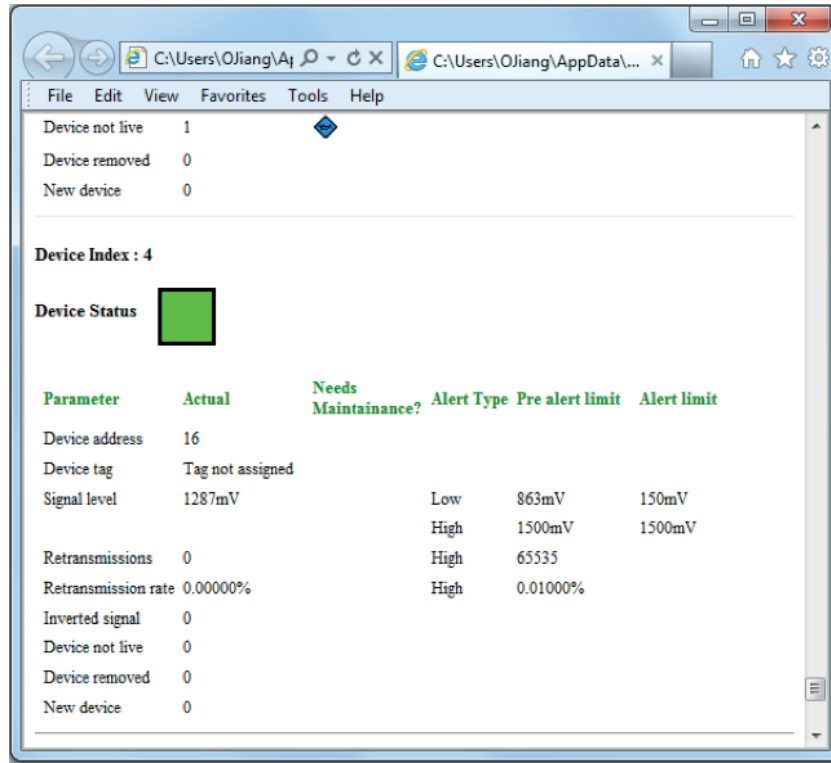 C:\Users\OJiang\Ap
C:\Users\OJiang\AppData\...
File Edit View Favorites Tools Help
Device not live 1
Device removed 0
New device 0
Device Index : 4
Device Status
Parameter Actual Needs Maintainance? Alert Type Pre alert limit Alert limit
Device address 16
Device tag Tag not assigned
Signal level 1287mV Low 863mV 150mV
High 1500mV 1500mV
Retransmissions 0 High 65535
Retransmission rate 0.00000% High 0.01000%
Inverted signal 0
Device not live 0
Device removed 0
New device 0